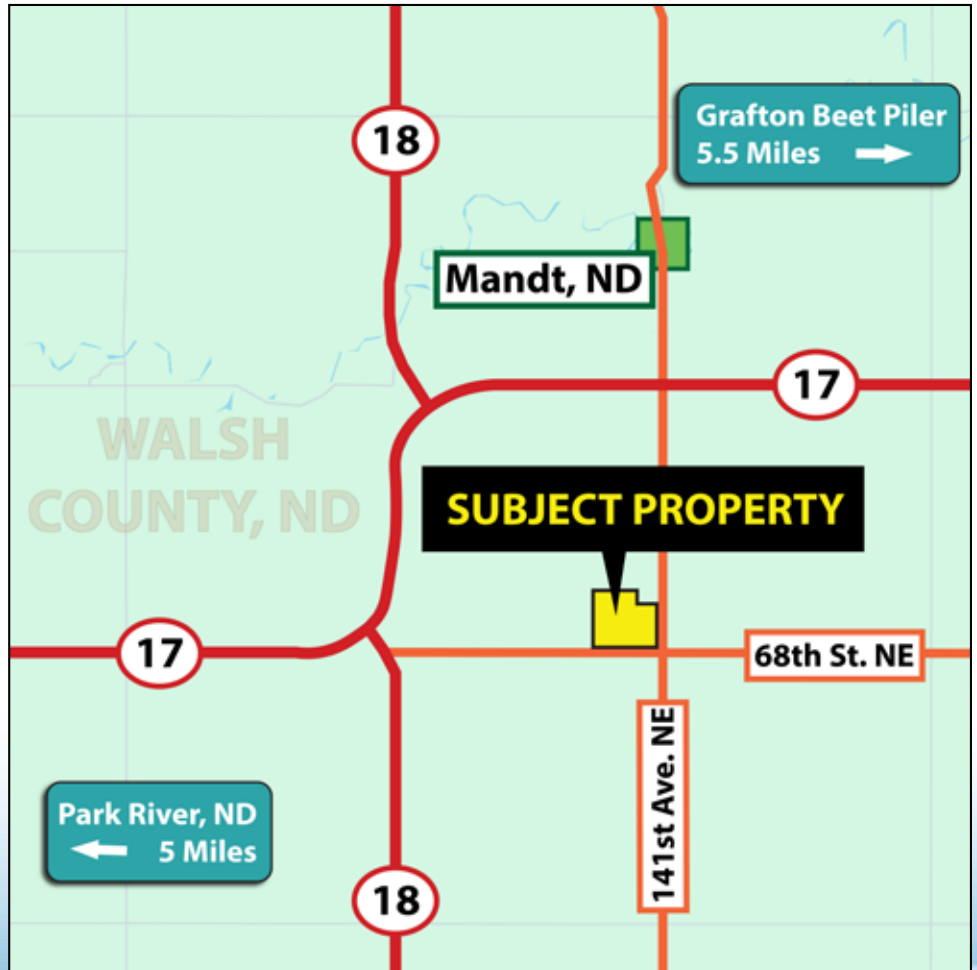 18
Grafton Beet Piler
5.5 Miles
Mandt, ND
17
WALSH
COUNTY, ND
SUBJECT PROPERTY
17
68th St. NE
141st Ave. NE
Park River, ND
5 Miles
18